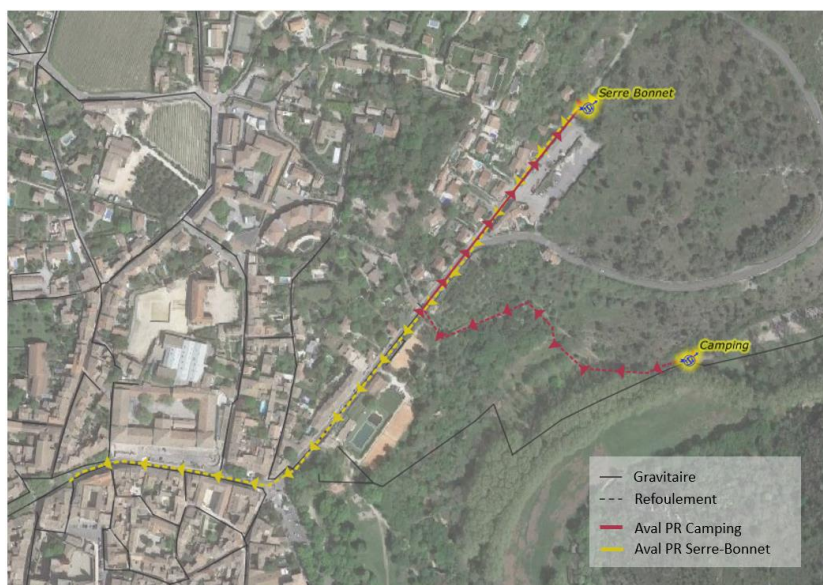 Serre Bonnet
Camping
Gravitaire
Refoulement
Aval PR Camping
Aval PR Serre-Bonnet